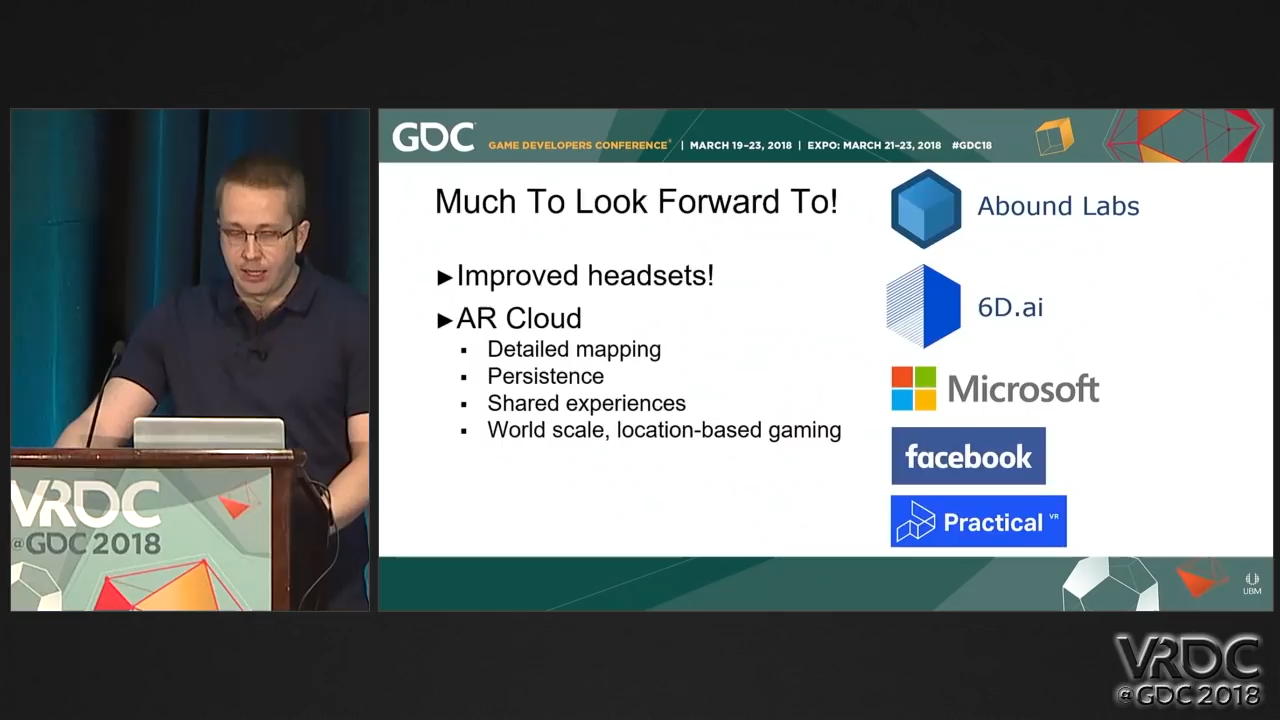 GDC
GAME DEVELOPERS CONFERENCE® | MARCH 19–23, 2018 | EXPO: MARCH 21–23, 2018 #GDC18
Much To Look Forward To!
►Improved headsets!
►AR Cloud
▪ Detailed mapping
▪ Persistence
▪ Shared experiences
▪ World scale, location-based gaming
Abound Labs
6D.ai
Microsoft
facebook
Practical VR
UBM
VRDC
@GDC 2018
VRDC
@GDC 2018